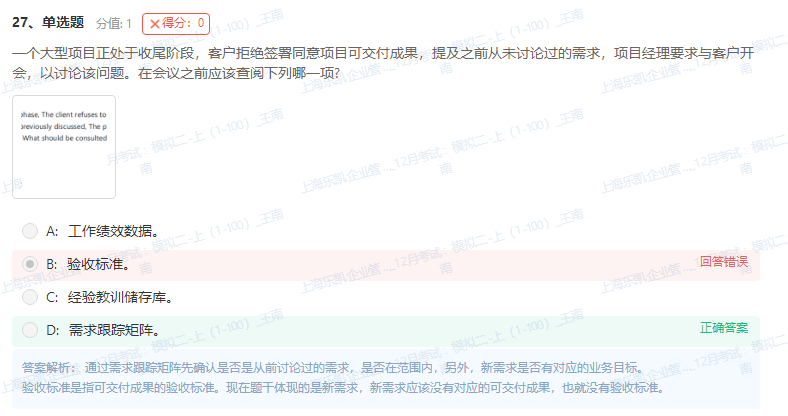 27、单选题 分值: 1 ×得分：0
一个大型项目正处于收尾阶段，客户拒绝签署同意项目可交付成果，提及之前从未讨论过的需求，项目经理要求与客户开
会，以讨论该问题。在会议之前应该查阅下列哪一项?
phase, The client refuses to
previously discussed, The p
What should be consulted
A: 工作绩效数据。
B: 验收标准。 回答错误
C: 经验教训储存库。
D: 需求跟踪矩阵。 正确答案
答案解析： 通过需求跟踪矩阵先确认是否是从前讨论过的需求，是否在范围内，另外，新需求是否有对应的业务目标。
验收标准是指可交付成果的验收标准。现在题干体现的是新需求，新需求应该没有对应的可交付成果，也就没有验收标准。
上海乐凯企业管..._12月考试：模拟二-上（1-100）_王南